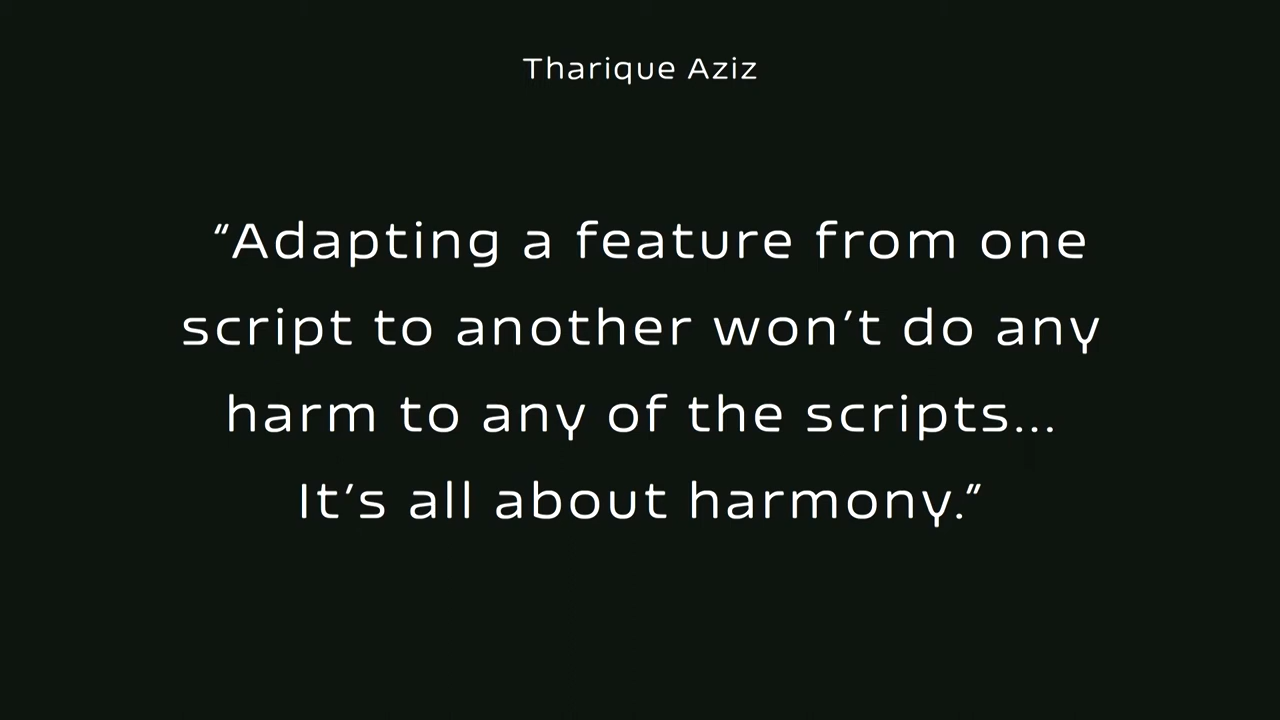 Tharique Aziz
“Adapting a feature from one
script to another won’t do any
harm to any of the scripts...
It’s all about harmony.”